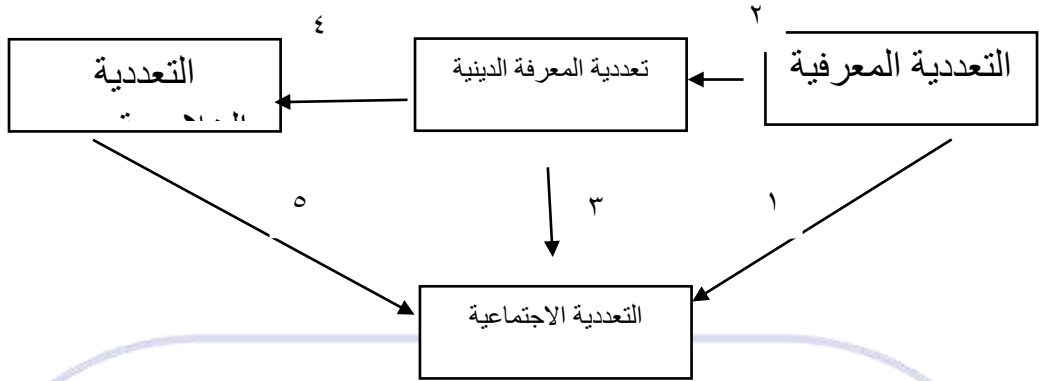 ٢
٤
التعددية المعرفية
تعددية المعرفة الدينية
التعددية
١
٣
٥
التعددية الاجتماعية